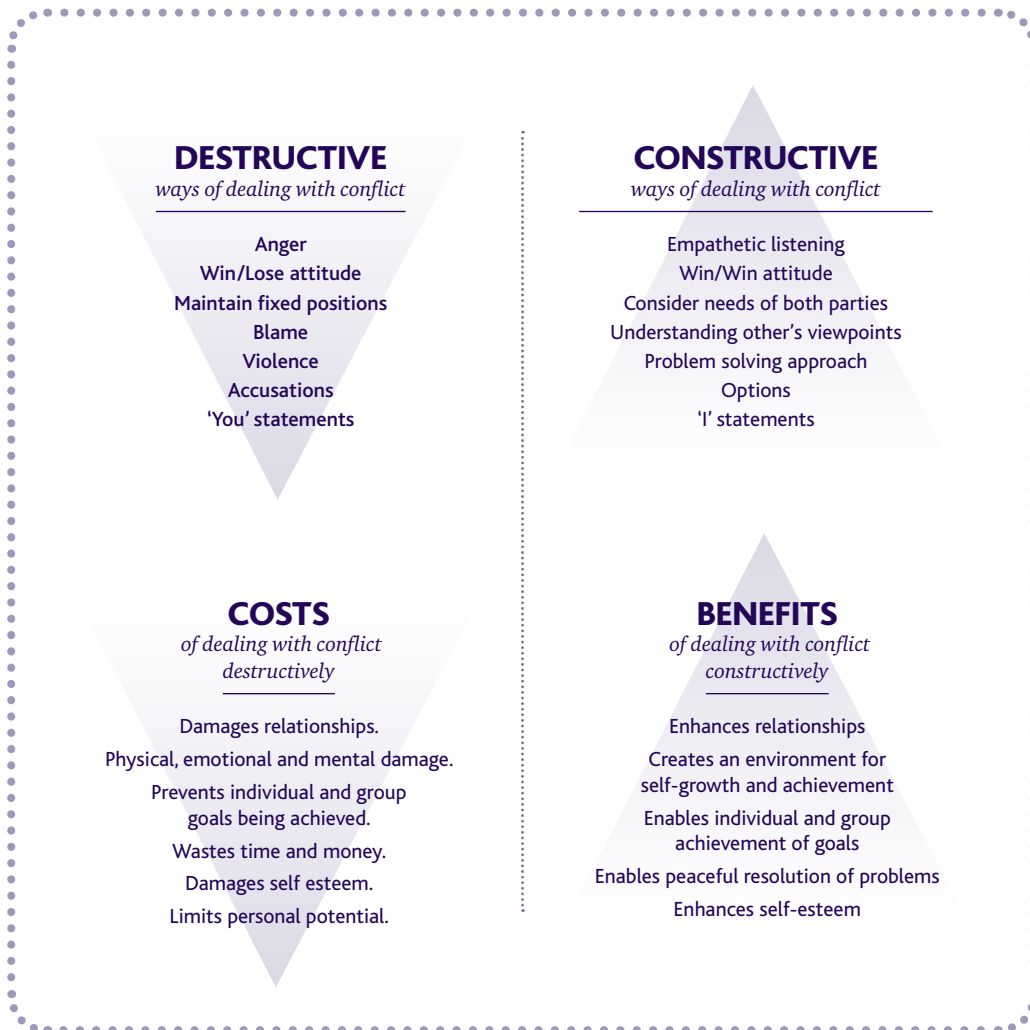 DESTRUCTIVE
ways of dealing with conflict
Anger
Win/Lose attitude
Maintain fixed positions
Blame
Violence
Accusations
‘You’ statements
CONSTRUCTIVE
ways of dealing with conflict
Empathetic listening
Win/Win attitude
Consider needs of both parties
Understanding other’s viewpoints
Problem solving approach
Options
‘I’ statements
COSTS
of dealing with conflict
destructively
Damages relationships.
Physical, emotional and mental damage.
Prevents individual and group
goals being achieved.
Wastes time and money.
Damages self esteem.
Limits personal potential.
BENEFITS
of dealing with conflict
constructively
Enhances relationships
Creates an environment for
self-growth and achievement
Enables individual and group
achievement of goals
Enables peaceful resolution of problems
Enhances self-esteem